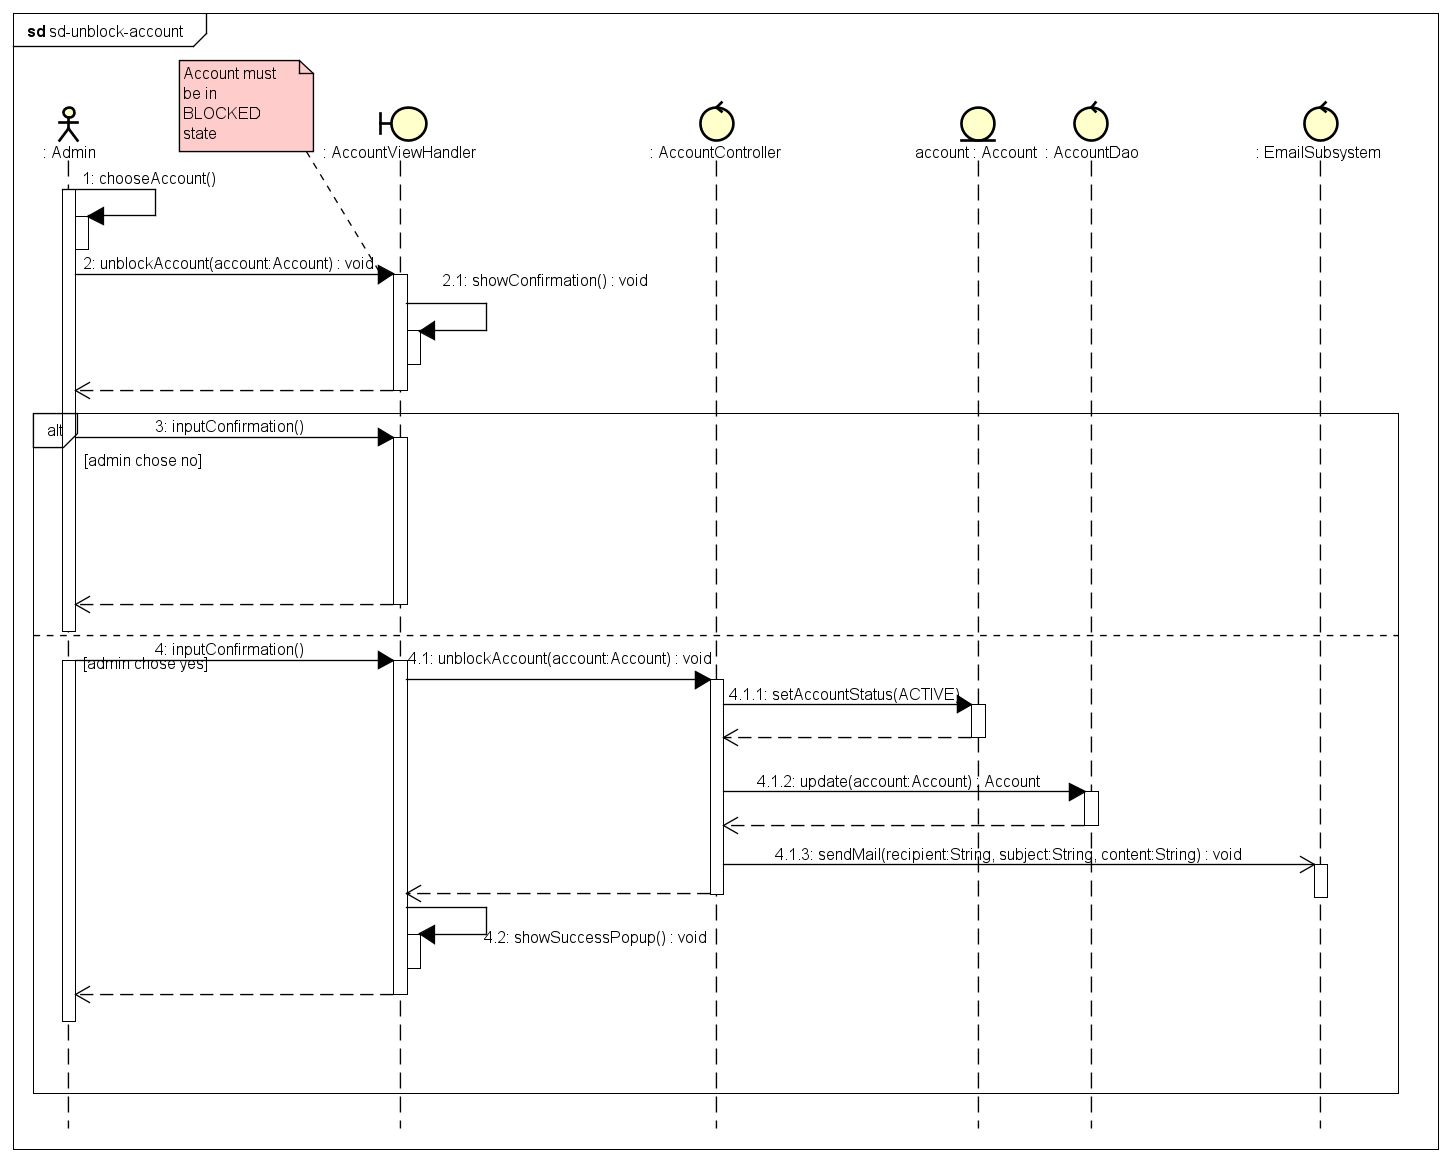 sd sd-unblock-account
Account must
be in
BLOCKED
state
: Admin
: AccountViewHandler
: AccountController
account : Account
: AccountDao
: EmailSubsystem
1: chooseAccount()
2: unblockAccount(account:Account) : void
2.1: showConfirmation() : void
alt
3: inputConfirmation()
[admin chose no]
4: inputConfirmation()
[admin chose yes]
4.1: unblockAccount(account:Account) : void
4.1.1: setAccountStatus(ACTIVE)
4.1.2: update(account:Account) : Account
4.1.3: sendMail(recipient:String, subject:String, content:String) : void
4.2: showSuccessPopup() : void